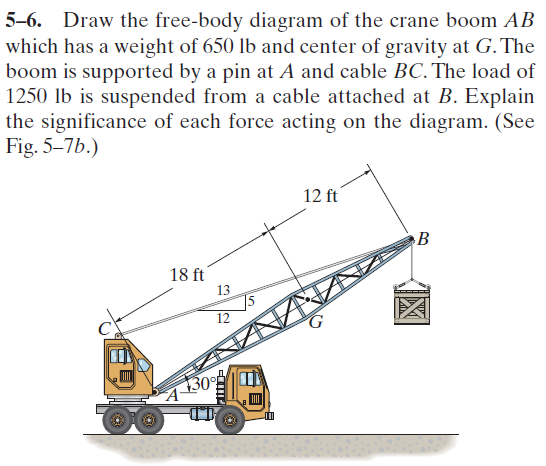 5–6. Draw the free-body diagram of the crane boom AB
which has a weight of 650 lb and center of gravity at G. The
boom is supported by a pin at A and cable BC. The load of
1250 lb is suspended from a cable attached at B. Explain
the significance of each force acting on the diagram. (See
Fig. 5–7b.)
12 ft
B
18 ft
13
5
12
G
C
30°
A